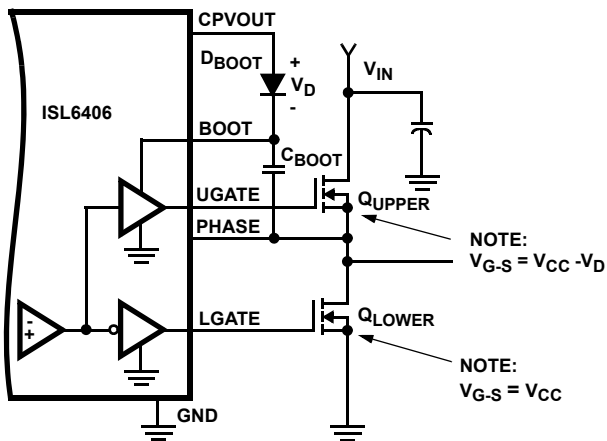 CPVOUT
D_BOOT
+
V_D
-
V_IN
ISL6406
BOOT
C_BOOT
UGATE
Q_UPPER
PHASE
NOTE:
V_G-S = V_CC -V_D
-
+
LGATE
Q_LOWER
NOTE:
V_G-S = V_CC
GND